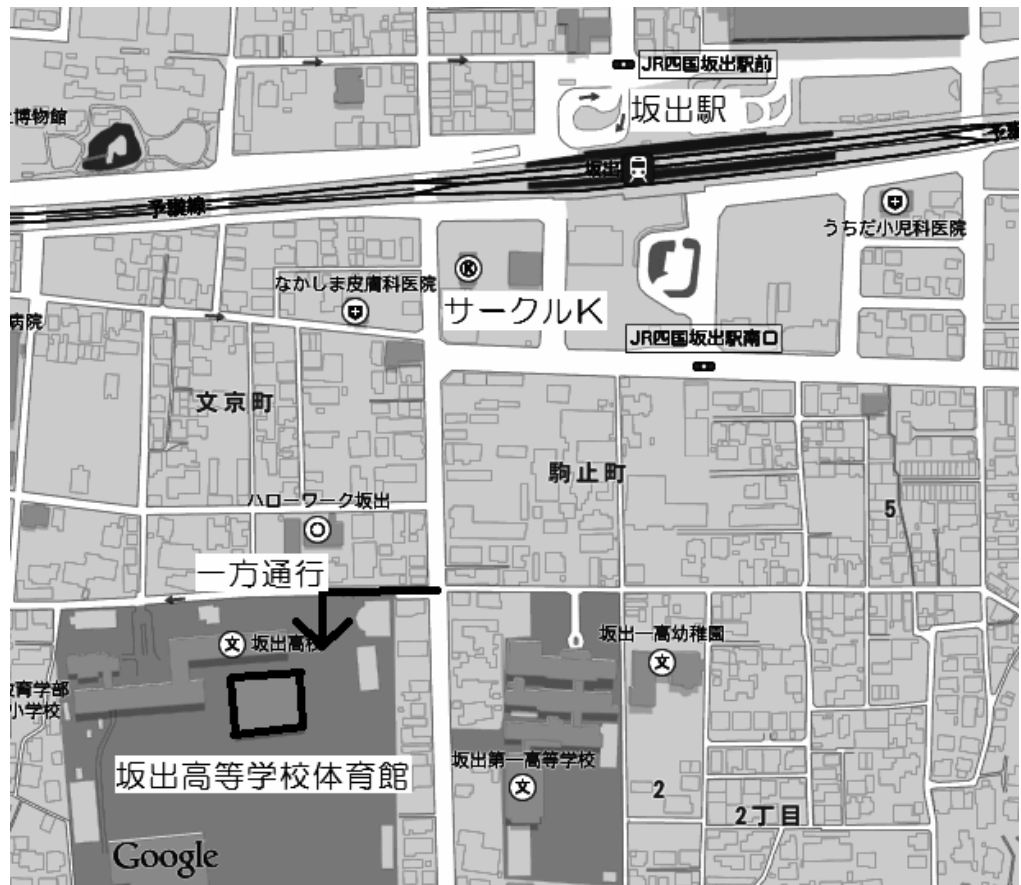 JR四国坂出駅前
坂出駅
博物館
坂出
予讃線
うちだ小児科医院
なかしま皮膚科医院
K
サークルK
病院
JR四国坂出駅南口
文京町
駒止町
ハローワーク坂出
5
一方通行
文
坂出高校
坂出一高幼稚園
文
育学部
小学校
坂出高等学校体育館
坂出第一高等学校
文
2
2丁目
Google